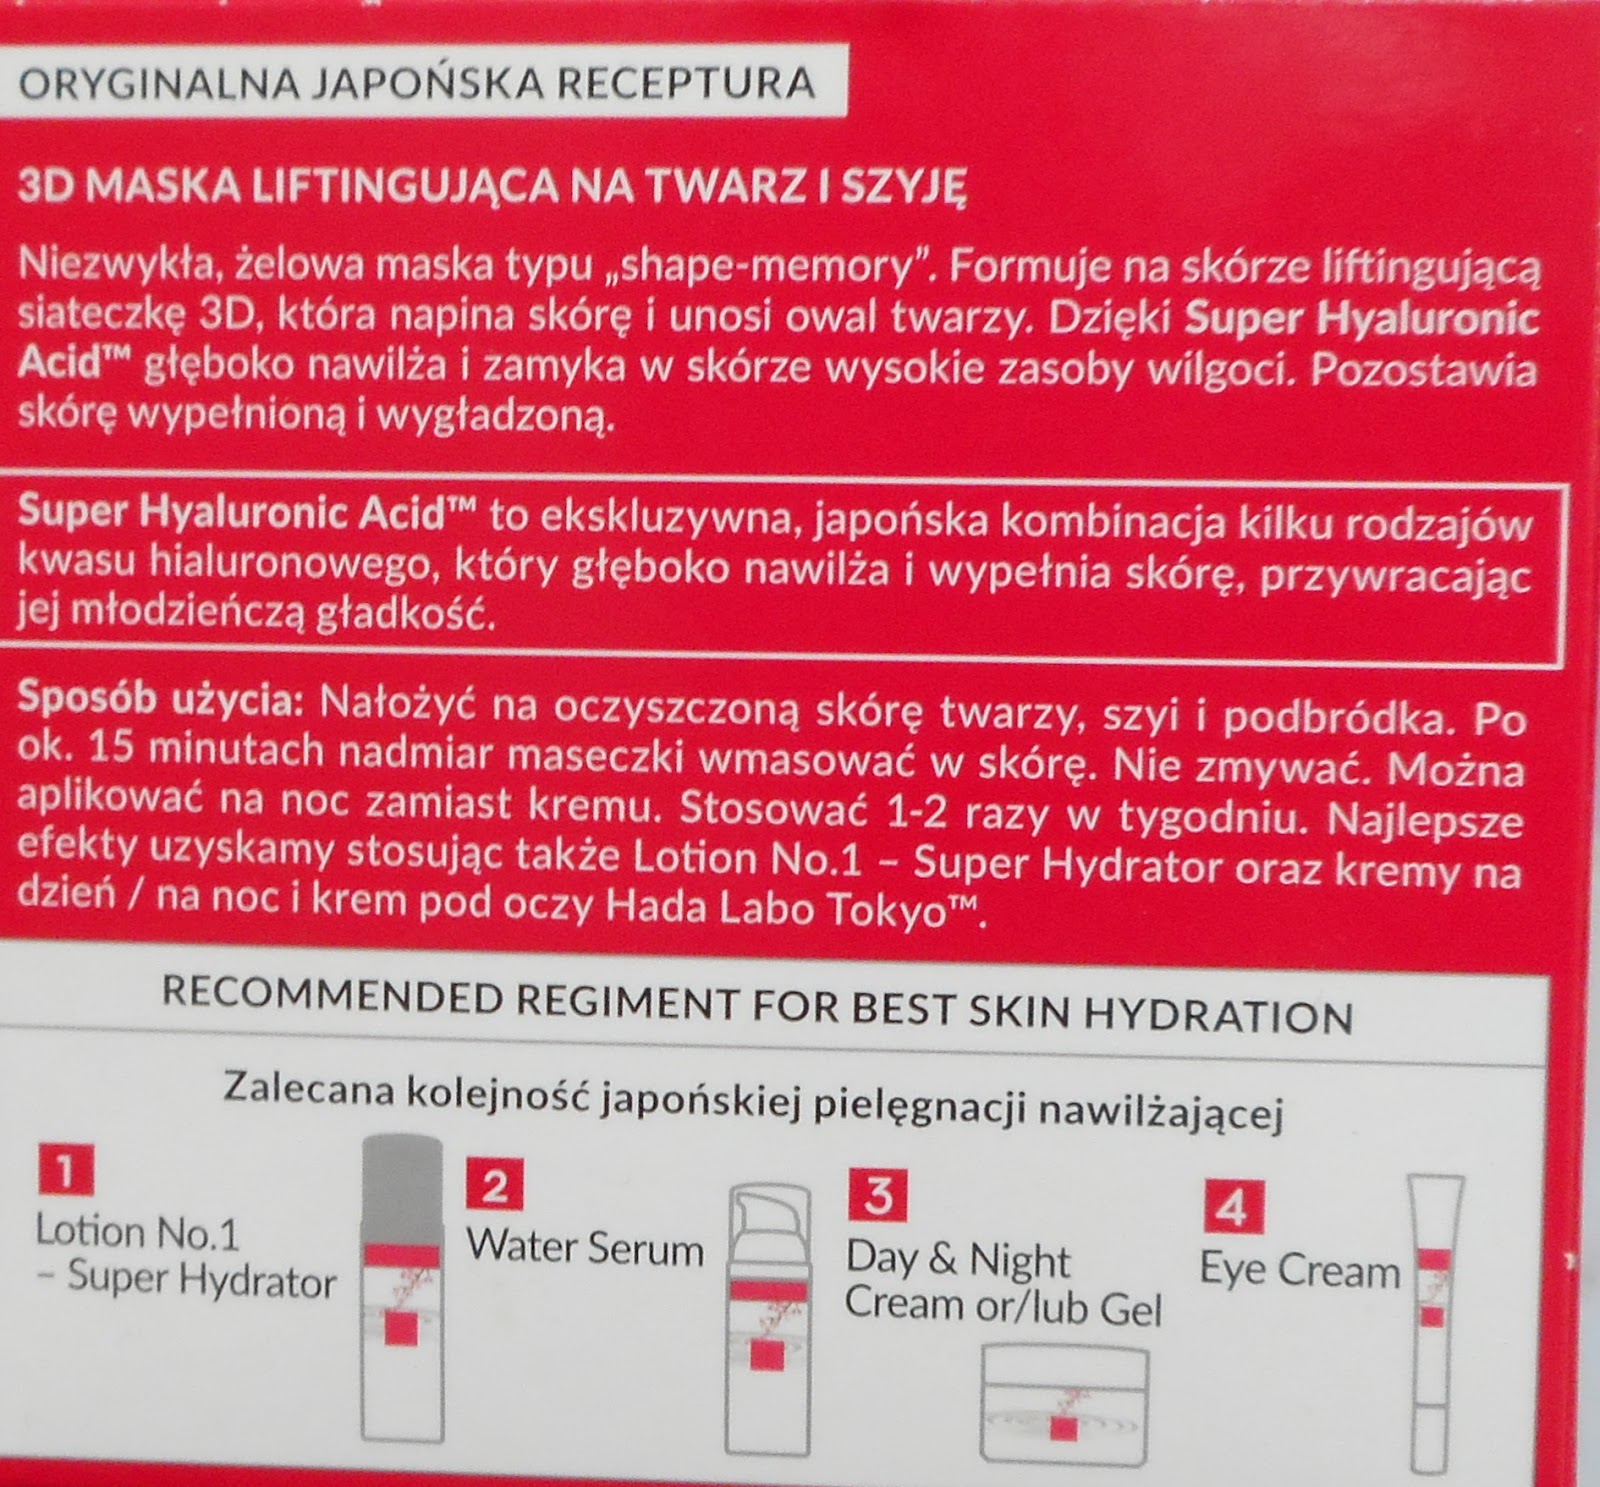 ORYGINALNA JAPOŃSKA RECEPTURA
3D MASKA LIFTINGUJĄCA NA TWARZ I SZYJĘ
Niezwykła, żelowa maska typu „shape-memory”. Formuje na skórze liftingującą
siateczkę 3D, która napina skórę i unosi owal twarzy. Dzięki Super Hyaluronic
Acid™ głęboko nawilża i zamyka w skórze wysokie zasoby wilgoci. Pozostawia
skórę wypełnioną i wygładzoną.
Super Hyaluronic Acid™ to ekskluzywna, japońska kombinacja kilku rodzajów
kwasu hialuronowego, który głęboko nawilża i wypełnia skórę, przywracając
jej młodzieńczą gładkość.
Sposób użycia: Nałożyć na oczyszczoną skórę twarzy, szyi i podbródka. Po
ok. 15 minutach nadmiar maseczki wmasować w skórę. Nie zmywać. Można
aplikować na noc zamiast kremu. Stosować 1-2 razy w tygodniu. Najlepsze
efekty uzyskamy stosując także Lotion No.1 – Super Hydrator oraz kremy na
dzień / na noc i krem pod oczy Hada Labo Tokyo™.
RECOMMENDED REGIMENT FOR BEST SKIN HYDRATION
Zalecana kolejność japońskiej pielęgnacji nawilżającej
1
Lotion No.1
– Super Hydrator
2
Water Serum
3
Day & Night
Cream or/lub Gel
4
Eye Cream